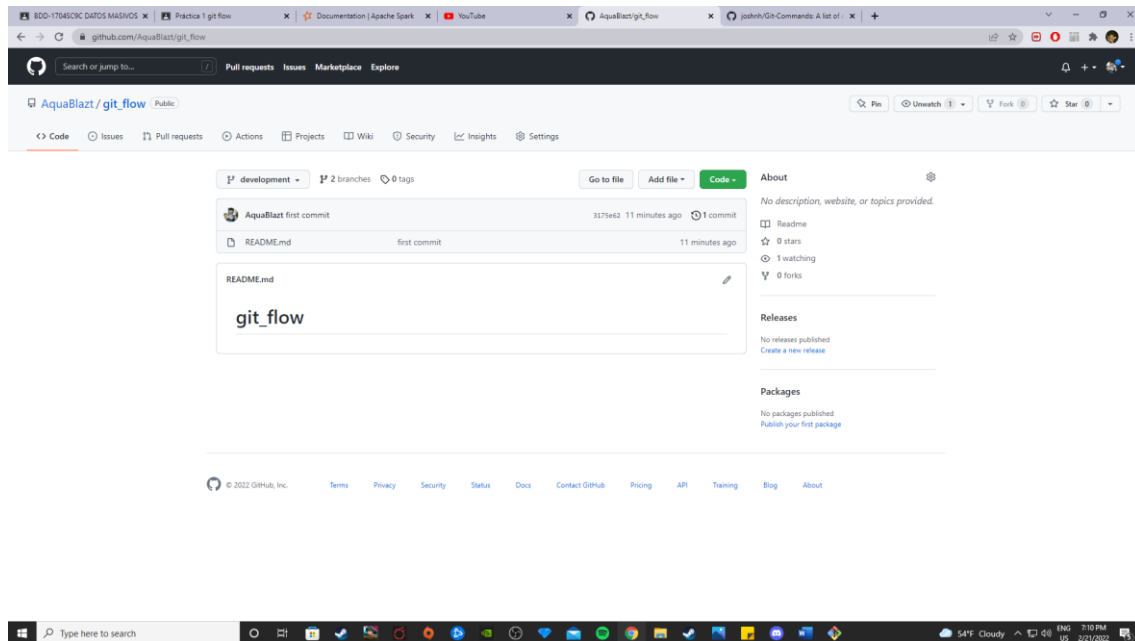 BDD-1704SC9C DATOS MASIVOS Práctica 1 git flow Documentation | Apache Spark YouTube AquaBlazt/git_flow joshnh/Git-Commands: A list of
github.com/AquaBlazt/git_flow
Search or jump to... / Pull requests Issues Marketplace Explore
AquaBlazt / git_flow Public Pin Unwatch 1 Fork 0 Star 0
<> Code Issues Pull requests Actions Projects Wiki Security Insights Settings
development 2 branches 0 tags Go to file Add file Code
AquaBlazt first commit 3175e62 11 minutes ago 1 commit
README.md first commit 11 minutes ago
README.md
git_flow
About
No description, website, or topics provided.
Readme
0 stars
1 watching
0 forks
Releases
No releases published
Create a new release
Packages
No packages published
Publish your first package
© 2022 GitHub, Inc. Terms Privacy Security Status Docs Contact GitHub Pricing API Training Blog About
Type here to search 54°F Cloudy ENG US 7:10 PM 2/21/2022